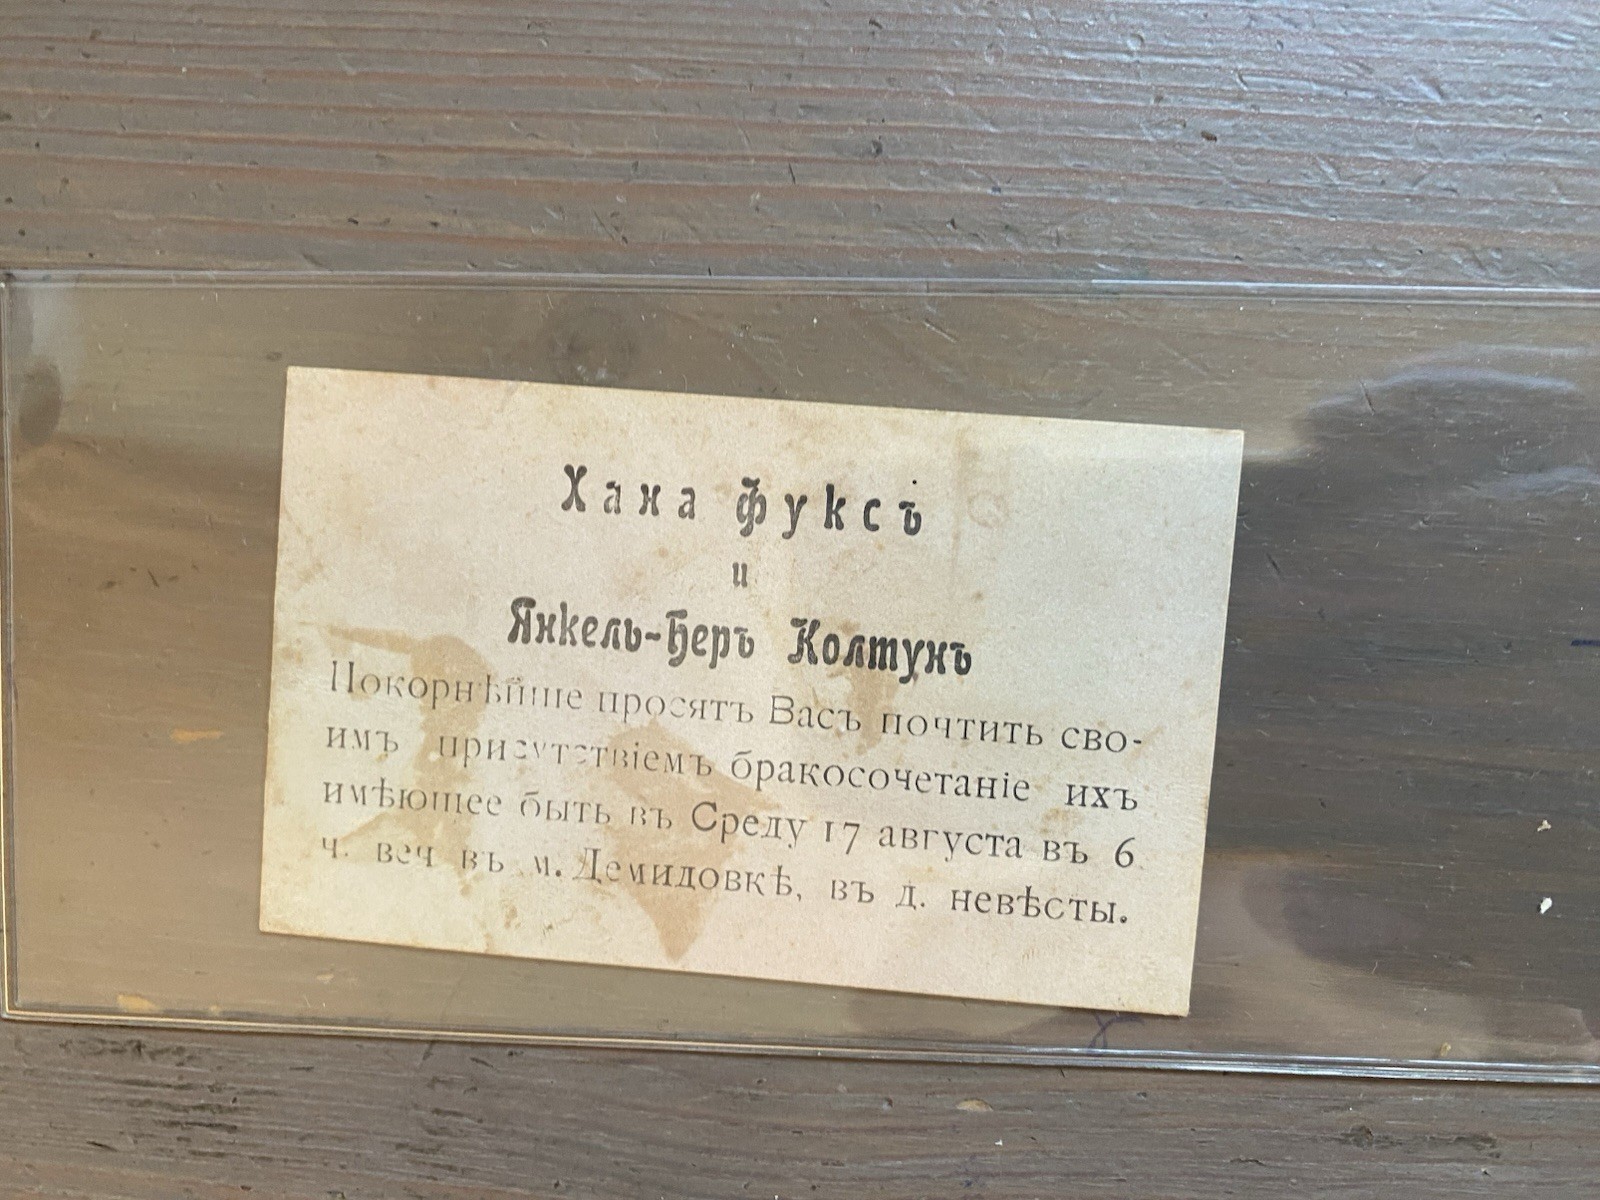 Хана Фуксъ
и
Янкель-Беръ Колтунъ
Покорнѣйше просятъ Васъ почтить сво-
имъ присутствіемъ бракосочетаніе ихъ
имѣющее быть въ Среду 17 августа въ 6
ч. веч въ м. Демидовкѣ, въ д. невѣсты.